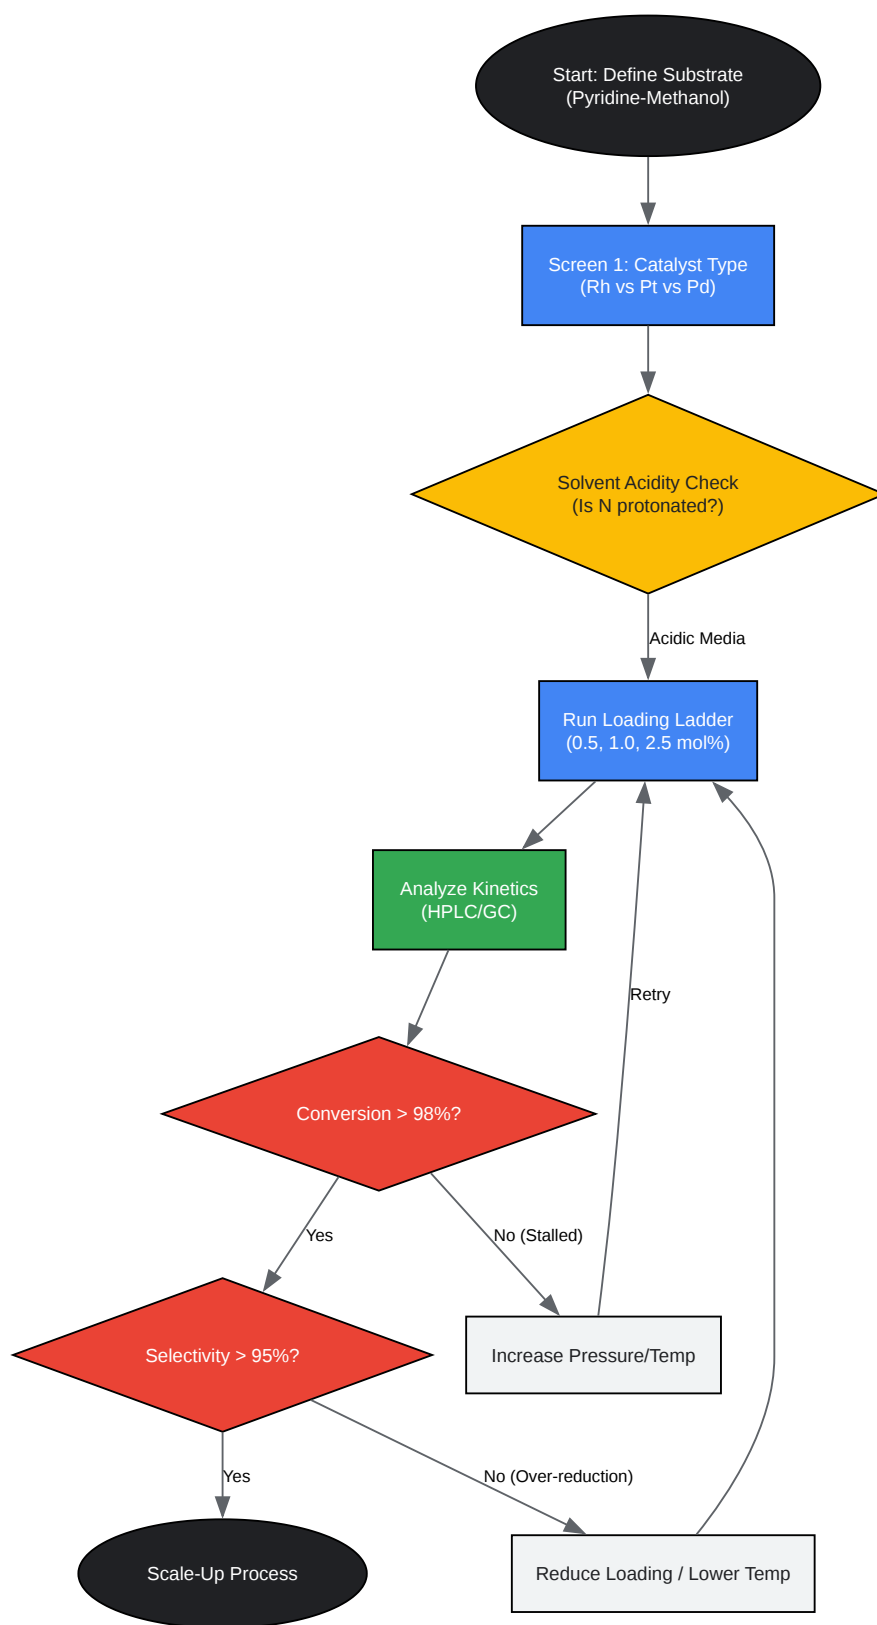 Start: Define Substrate
(Pyridine-Methanol)
Screen 1: Catalyst Type
(Rh vs Pt vs Pd)
Solvent Acidity Check
(Is N protonated?)
Acidic Media
Run Loading Ladder
(0.5, 1.0, 2.5 mol%)
Analyze Kinetics
(HPLC/GC)
Retry
Conversion > 98%?
Yes
No (Stalled)
Selectivity > 95%?
Increase Pressure/Temp
Yes
No (Over-reduction)
Scale-Up Process
Reduce Loading / Lower Temp